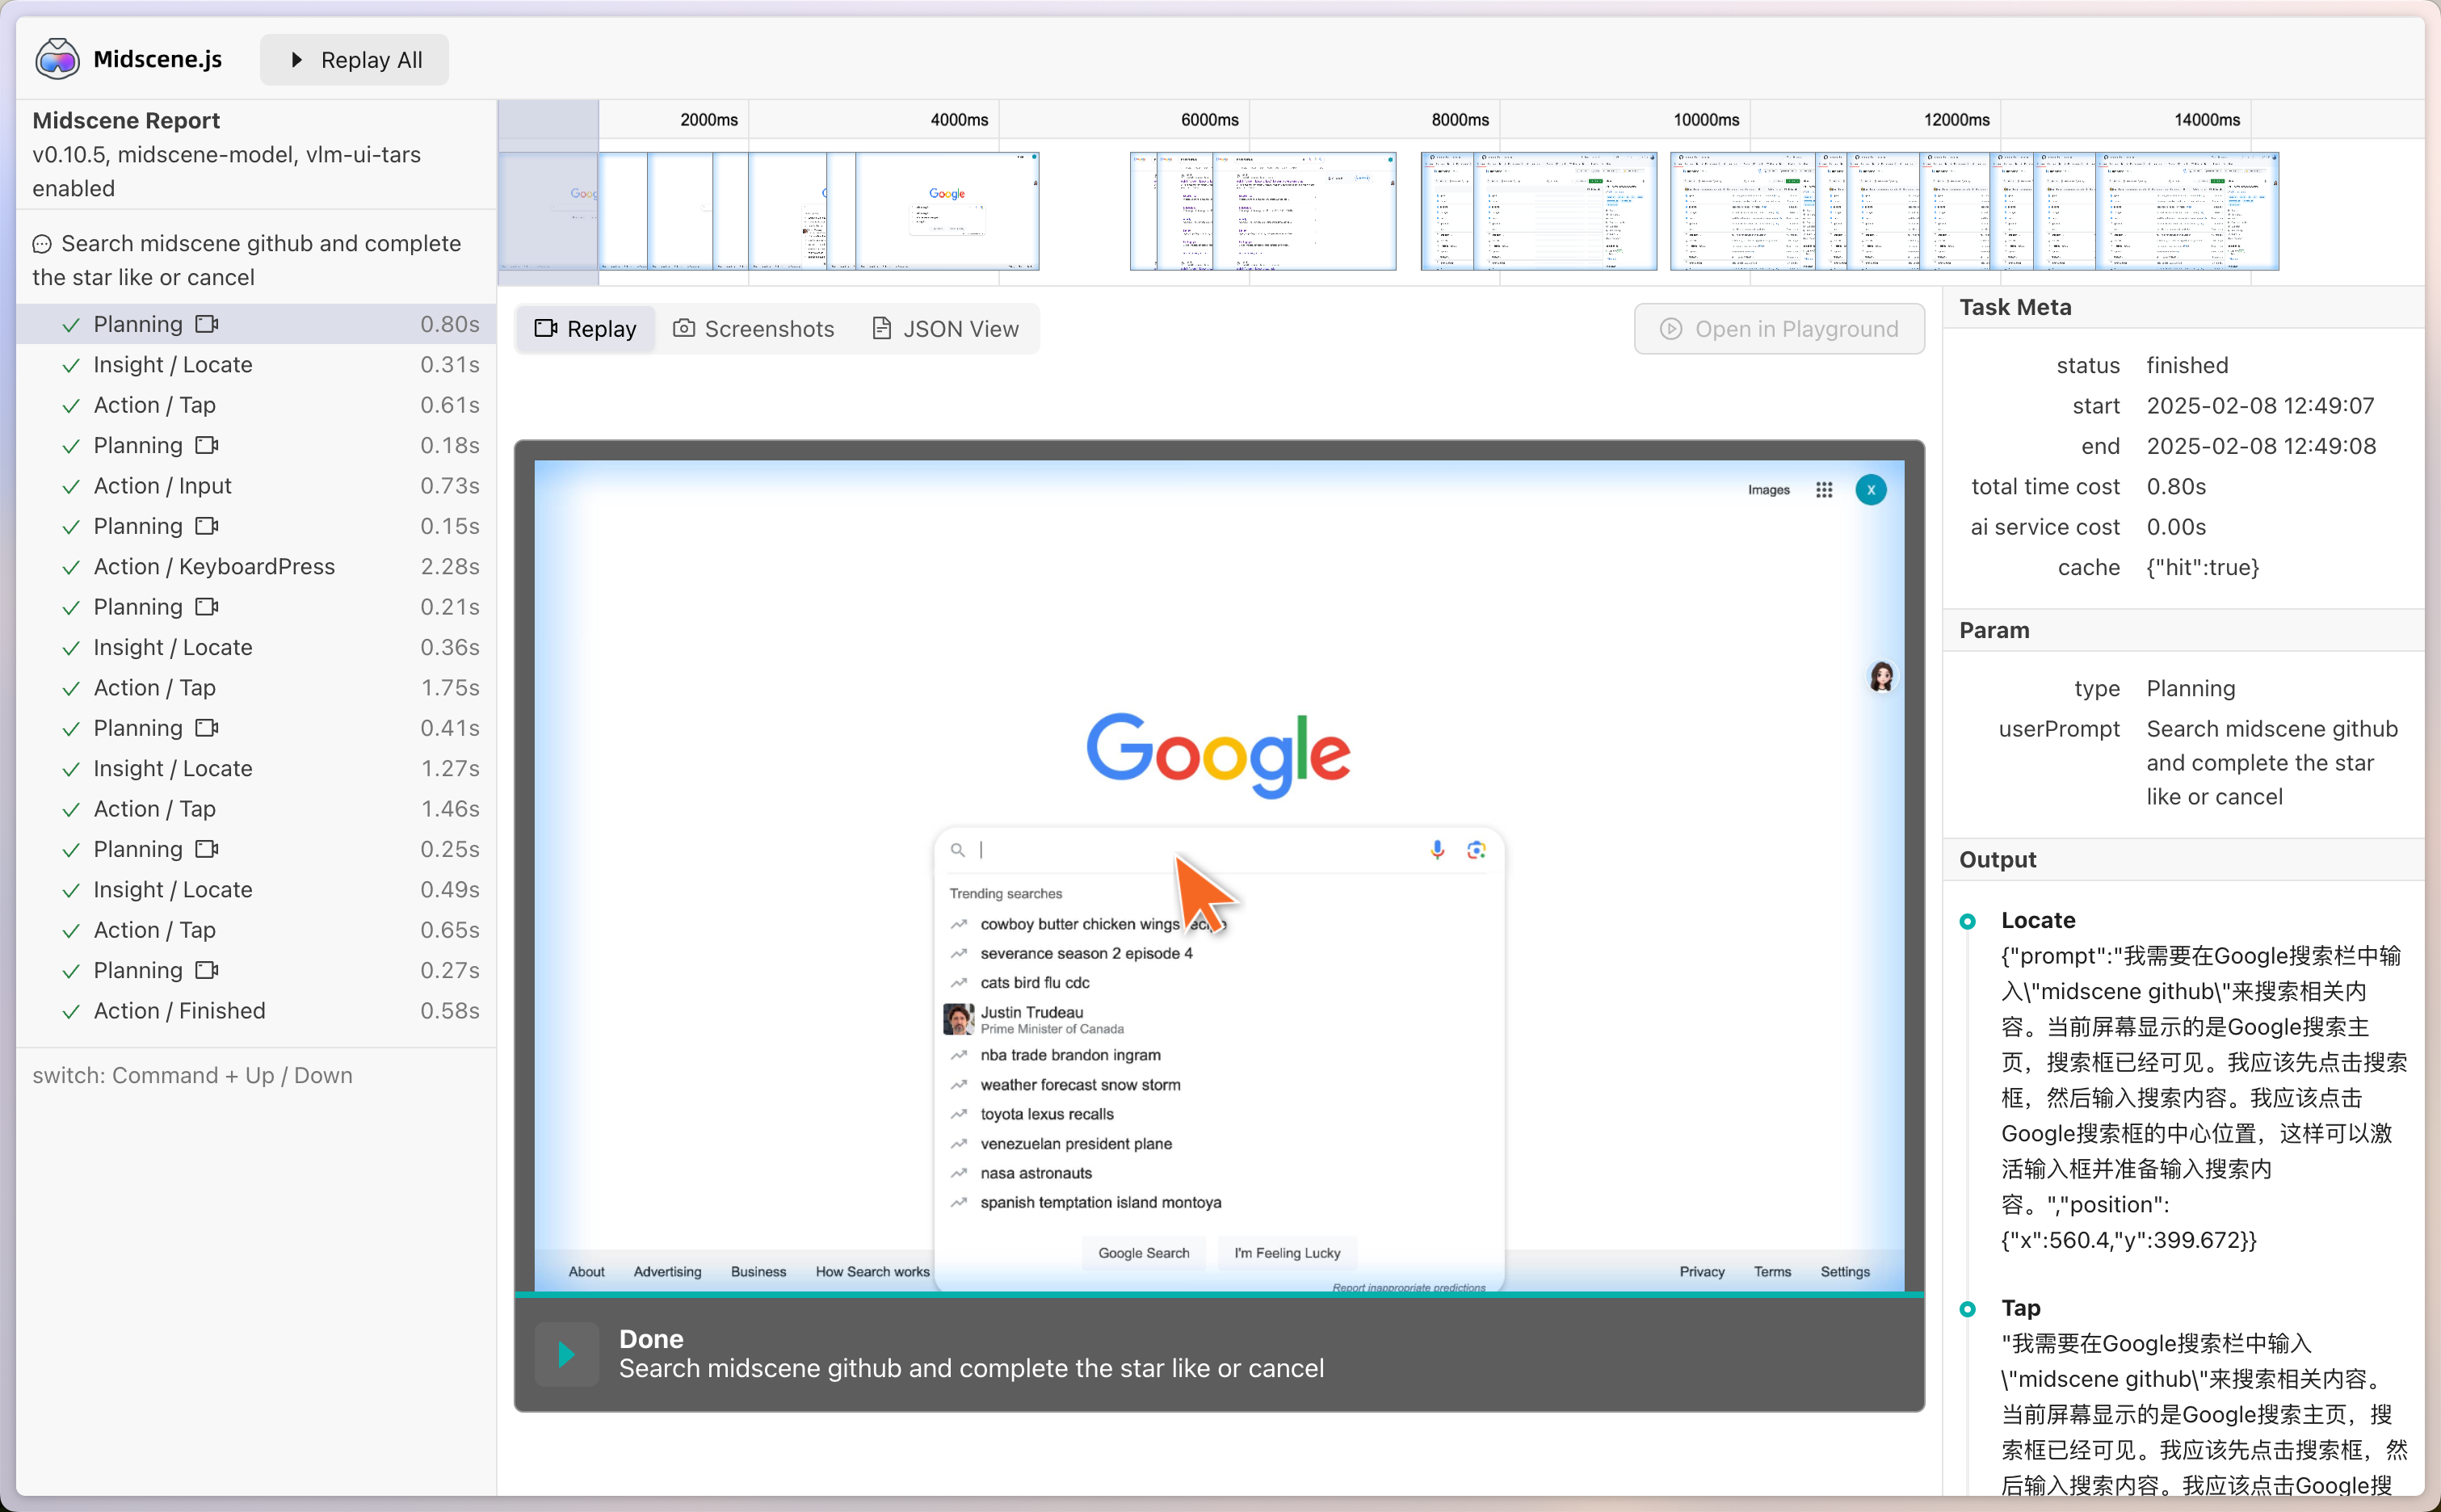 Midscene.js
Replay All
Midscene Report
v0.10.5, midscene-model, vlm-ui-tars
enabled
Search midscene github and complete
the star like or cancel
Planning 0.80s
Insight / Locate 0.31s
Action / Tap 0.61s
Planning 0.18s
Action / Input 0.73s
Planning 0.15s
Action / KeyboardPress 2.28s
Planning 0.21s
Insight / Locate 0.36s
Action / Tap 1.75s
Planning 0.41s
Insight / Locate 1.27s
Action / Tap 1.46s
Planning 0.25s
Insight / Locate 0.49s
Action / Tap 0.65s
Planning 0.27s
Action / Finished 0.58s
switch: Command + Up / Down
2000ms 4000ms 6000ms 8000ms 10000ms 12000ms 14000ms
Google
Replay Screenshots JSON View
Open in Playground
Images
X
Google
Trending searches
cowboy butter chicken wings
severance season 2 episode 4
cats bird flu cdc
Justin Trudeau
Prime Minister of Canada
nba trade brandon ingram
weather forecast snow storm
toyota lexus recalls
venezuelan president plane
nasa astronauts
spanish temptation island montoya
Google Search I'm Feeling Lucky
Report inappropriate predictions
About Advertising Business How Search works Privacy Terms Settings
Done
Search midscene github and complete the star like or cancel
Task Meta
status finished
start 2025-02-08 12:49:07
end 2025-02-08 12:49:08
total time cost 0.80s
ai service cost 0.00s
cache {"hit":true}
Param
type Planning
userPrompt Search midscene github
and complete the star
like or cancel
Output
Locate
{"prompt":"我需要在Google搜索栏中输
入\"midscene github\"来搜索相关内
容。当前屏幕显示的是Google搜索主
页，搜索框已经可见。我应该先点击搜索
框，然后输入搜索内容。我应该点击
Google搜索框的中心位置，这样可以激
活输入框并准备输入搜索内
容。","position":
{"x":560.4,"y":399.672}}
Tap
"我需要在Google搜索栏中输入
\"midscene github\"来搜索相关内容。
当前屏幕显示的是Google搜索主页，搜
索框已经可见。我应该先点击搜索框，然
后输入搜索内容。我应该点击Google搜